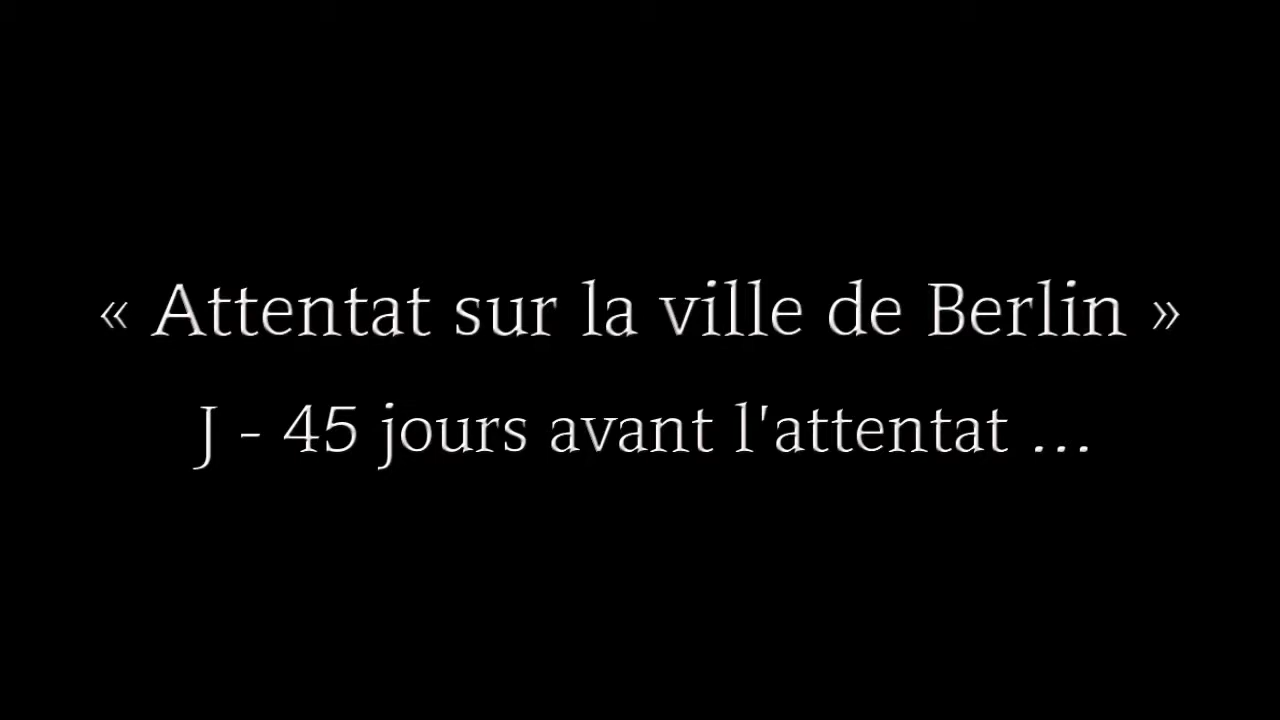 « Attentat sur la ville de Berlin »
J - 45 jours avant l'attentat ...